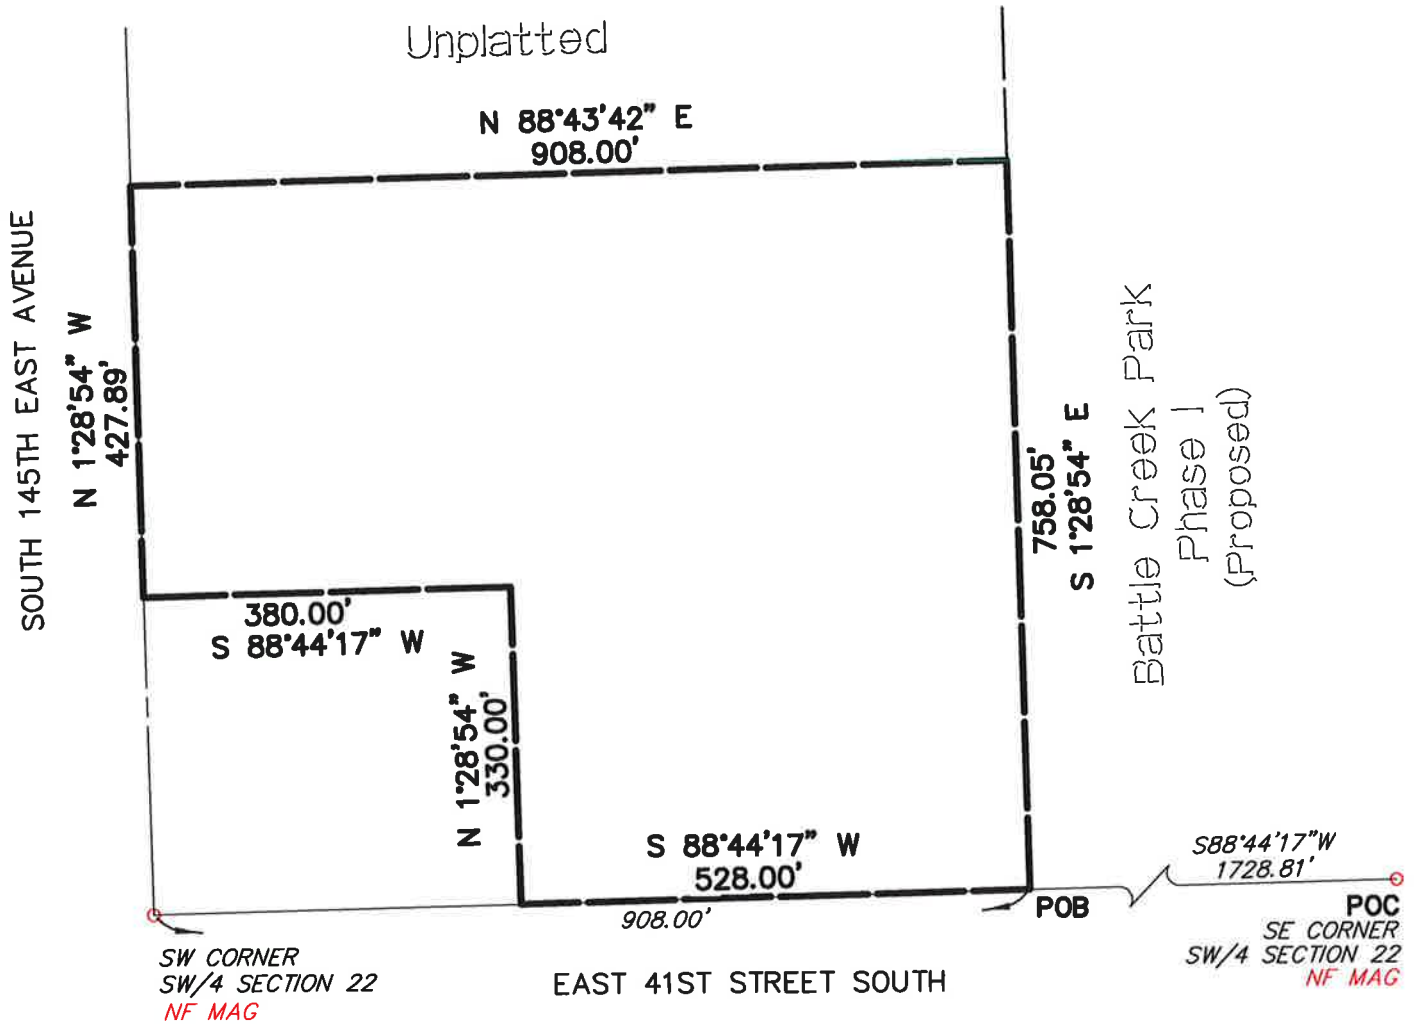 Unplatted
N 88°43'42" E
908.00'
SOUTH 145TH EAST AVENUE
N 1°28'54" W
427.89'
758.05'
S 1°28'54" E
Battle Creek Park
Phase I
(Proposed)
380.00'
S 88°44'17" W
N 1°28'54" W
330.00'
S 88°44'17" W
528.00'
908.00'
S88°44'17"W
1728.81'
POB
POC
SE CORNER
SW/4 SECTION 22
NF MAG
SW CORNER
SW/4 SECTION 22
NF MAG
EAST 41ST STREET SOUTH